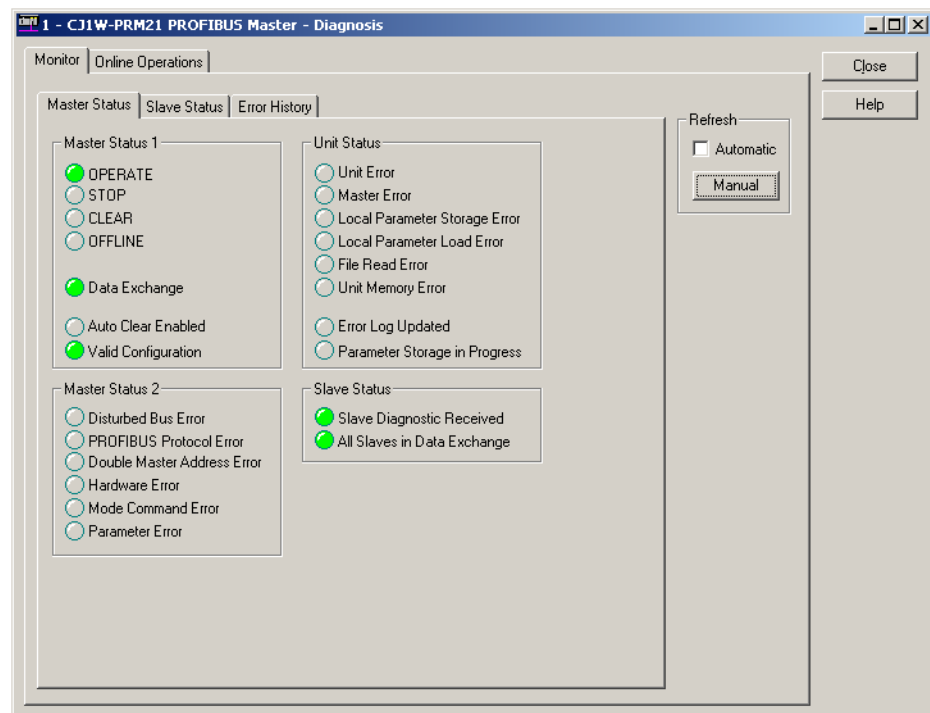 1 - CJ1W-PRM21 PROFIBUS Master - Diagnosis
Monitor
Online Operations
Close
Help
Master Status
Slave Status
Error History
Refresh
Automatic
Manual
Master Status 1
OPERATE
STOP
CLEAR
OFFLINE
Data Exchange
Auto Clear Enabled
Valid Configuration
Unit Status
Unit Error
Master Error
Local Parameter Storage Error
Local Parameter Load Error
File Read Error
Unit Memory Error
Error Log Updated
Parameter Storage in Progress
Master Status 2
Disturbed Bus Error
PROFIBUS Protocol Error
Double Master Address Error
Hardware Error
Mode Command Error
Parameter Error
Slave Status
Slave Diagnostic Received
All Slaves in Data Exchange